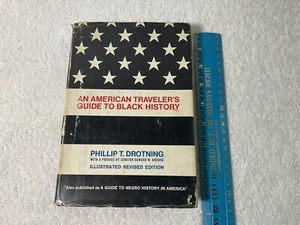 AN AMERICAN TRAVELER'S
GUIDE TO BLACK HISTORY
PHILLIP T. DROTNING
WITH A PREFACE BY SENATOR EDWARD W. BROOKE
ILLUSTRATED REVISED EDITION
"Also published as A GUIDE TO NEGRO HISTORY IN AMERICA"